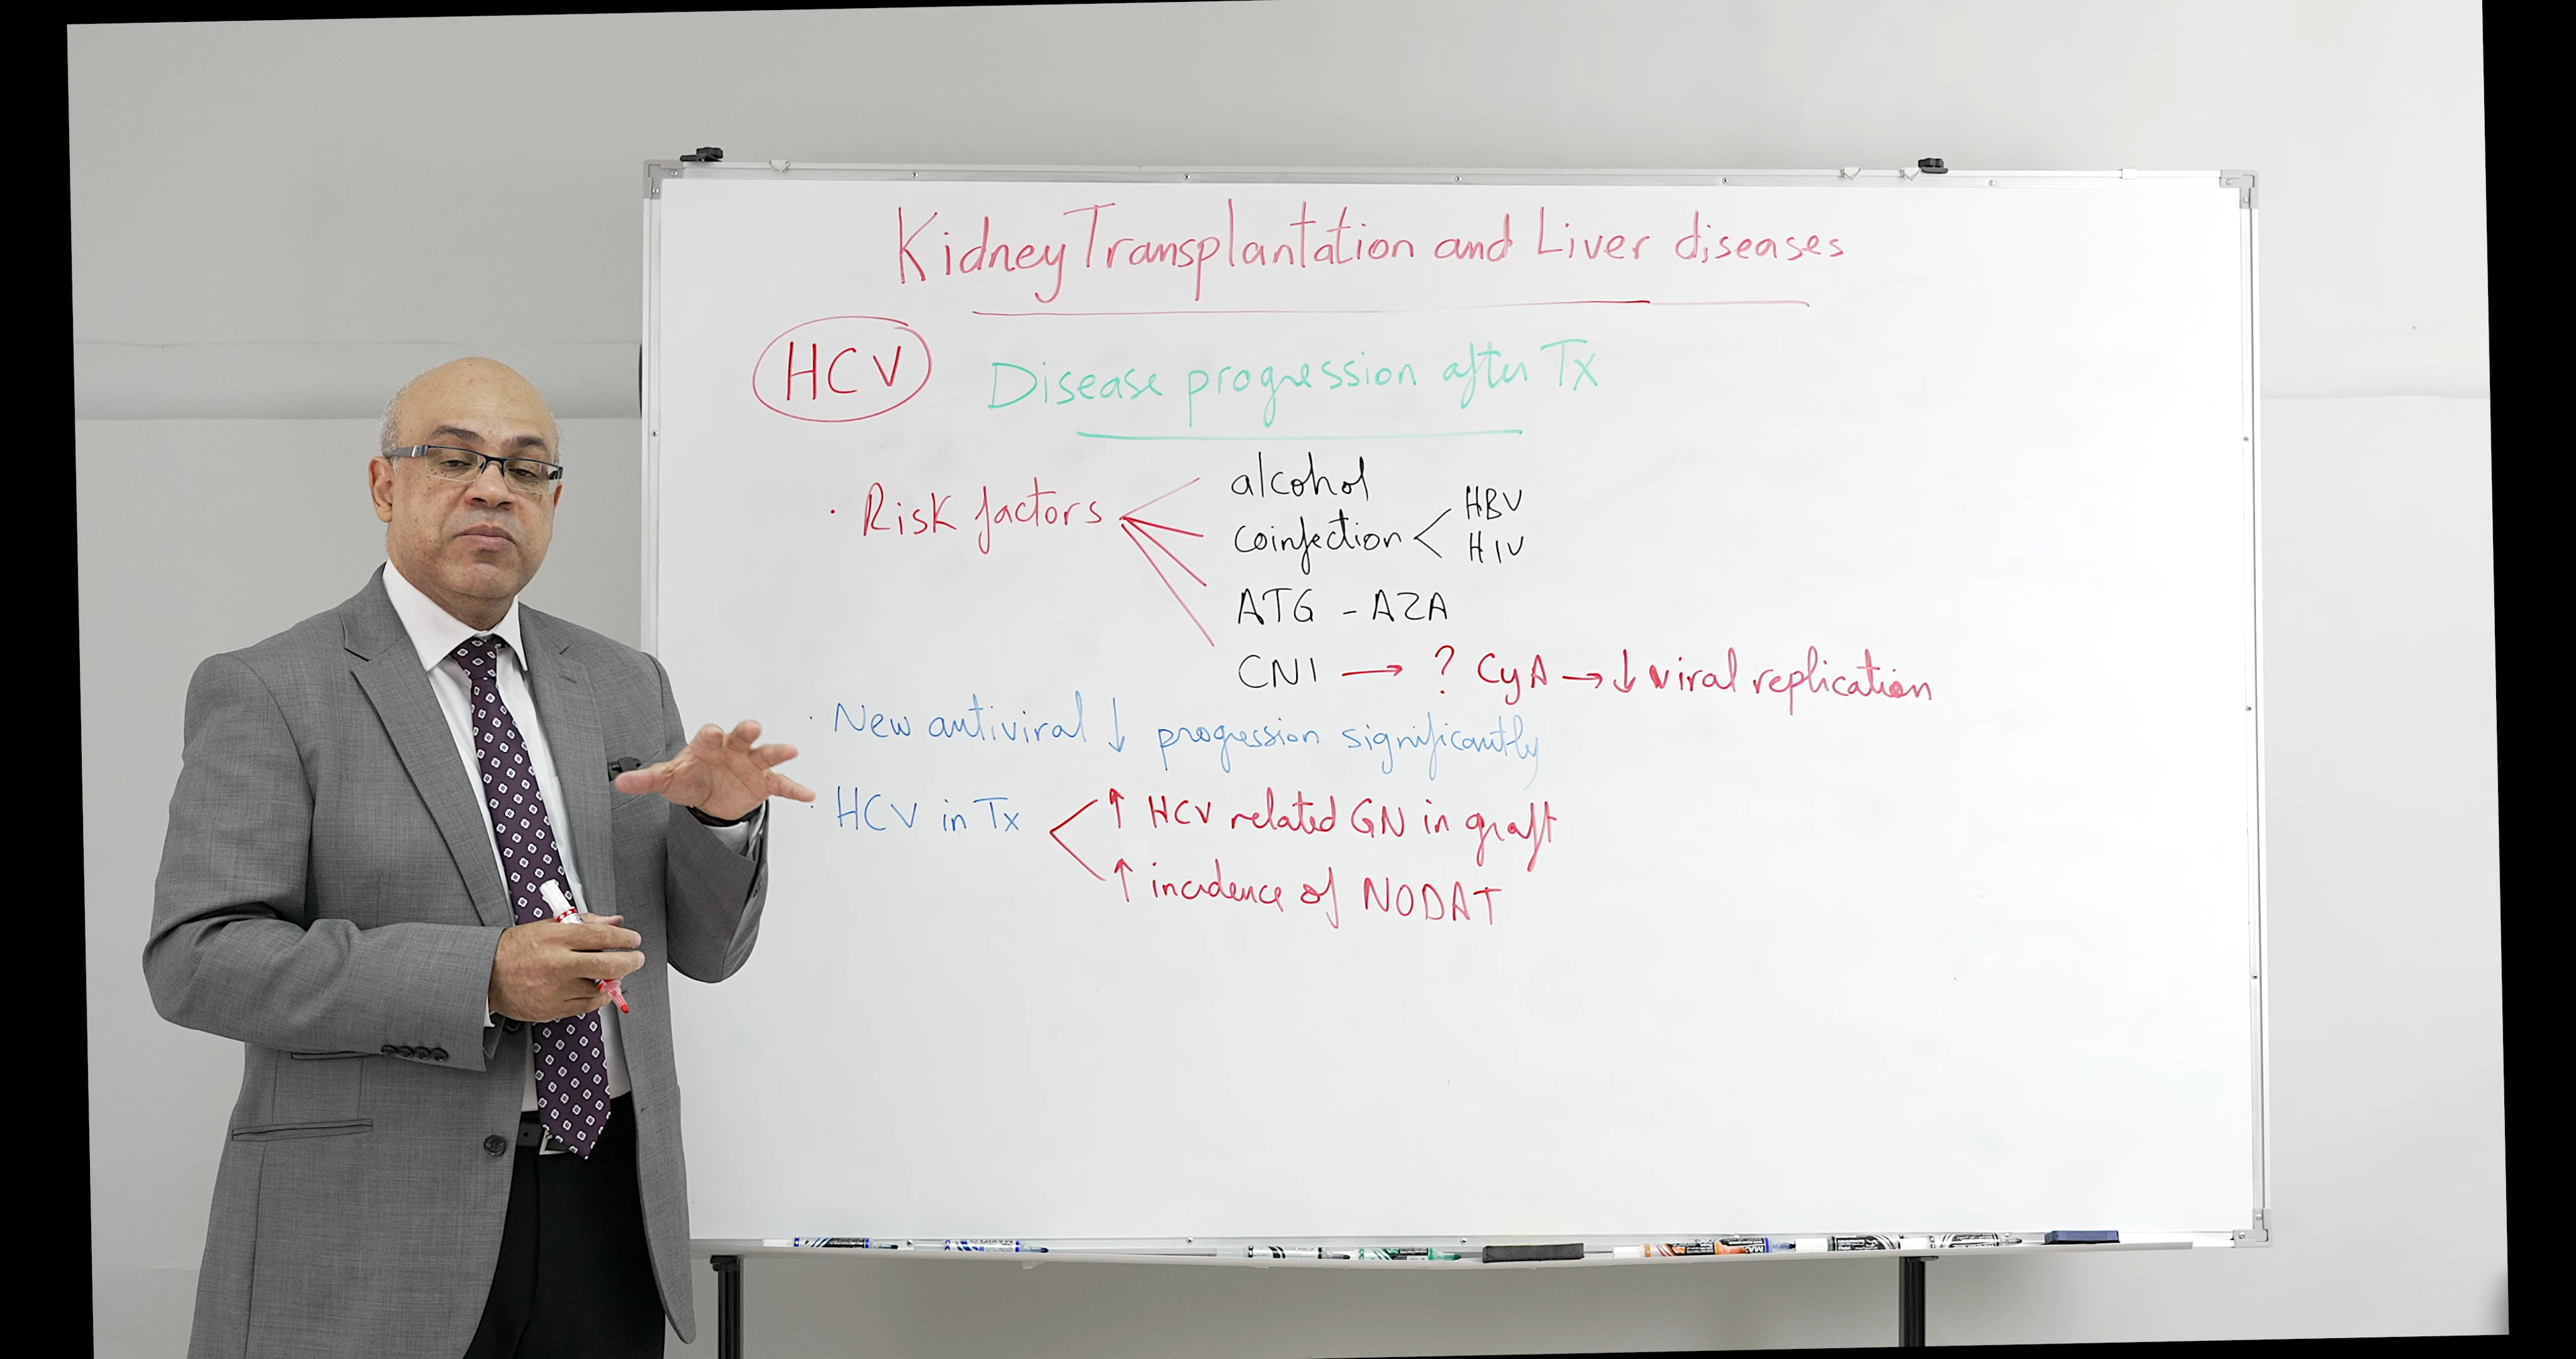 Kidney Transplantation and Liver diseases
HCV Disease progression after Tx
· Risk factors
alcohol
coinfection < HBV
HIV
ATG - AZA
CNI → ? CyA → ↓ viral replication
· New antiviral ↓ progression significantly
· HCV in Tx < ↑ HCV related GN in graft
↑ incidence of NODAT